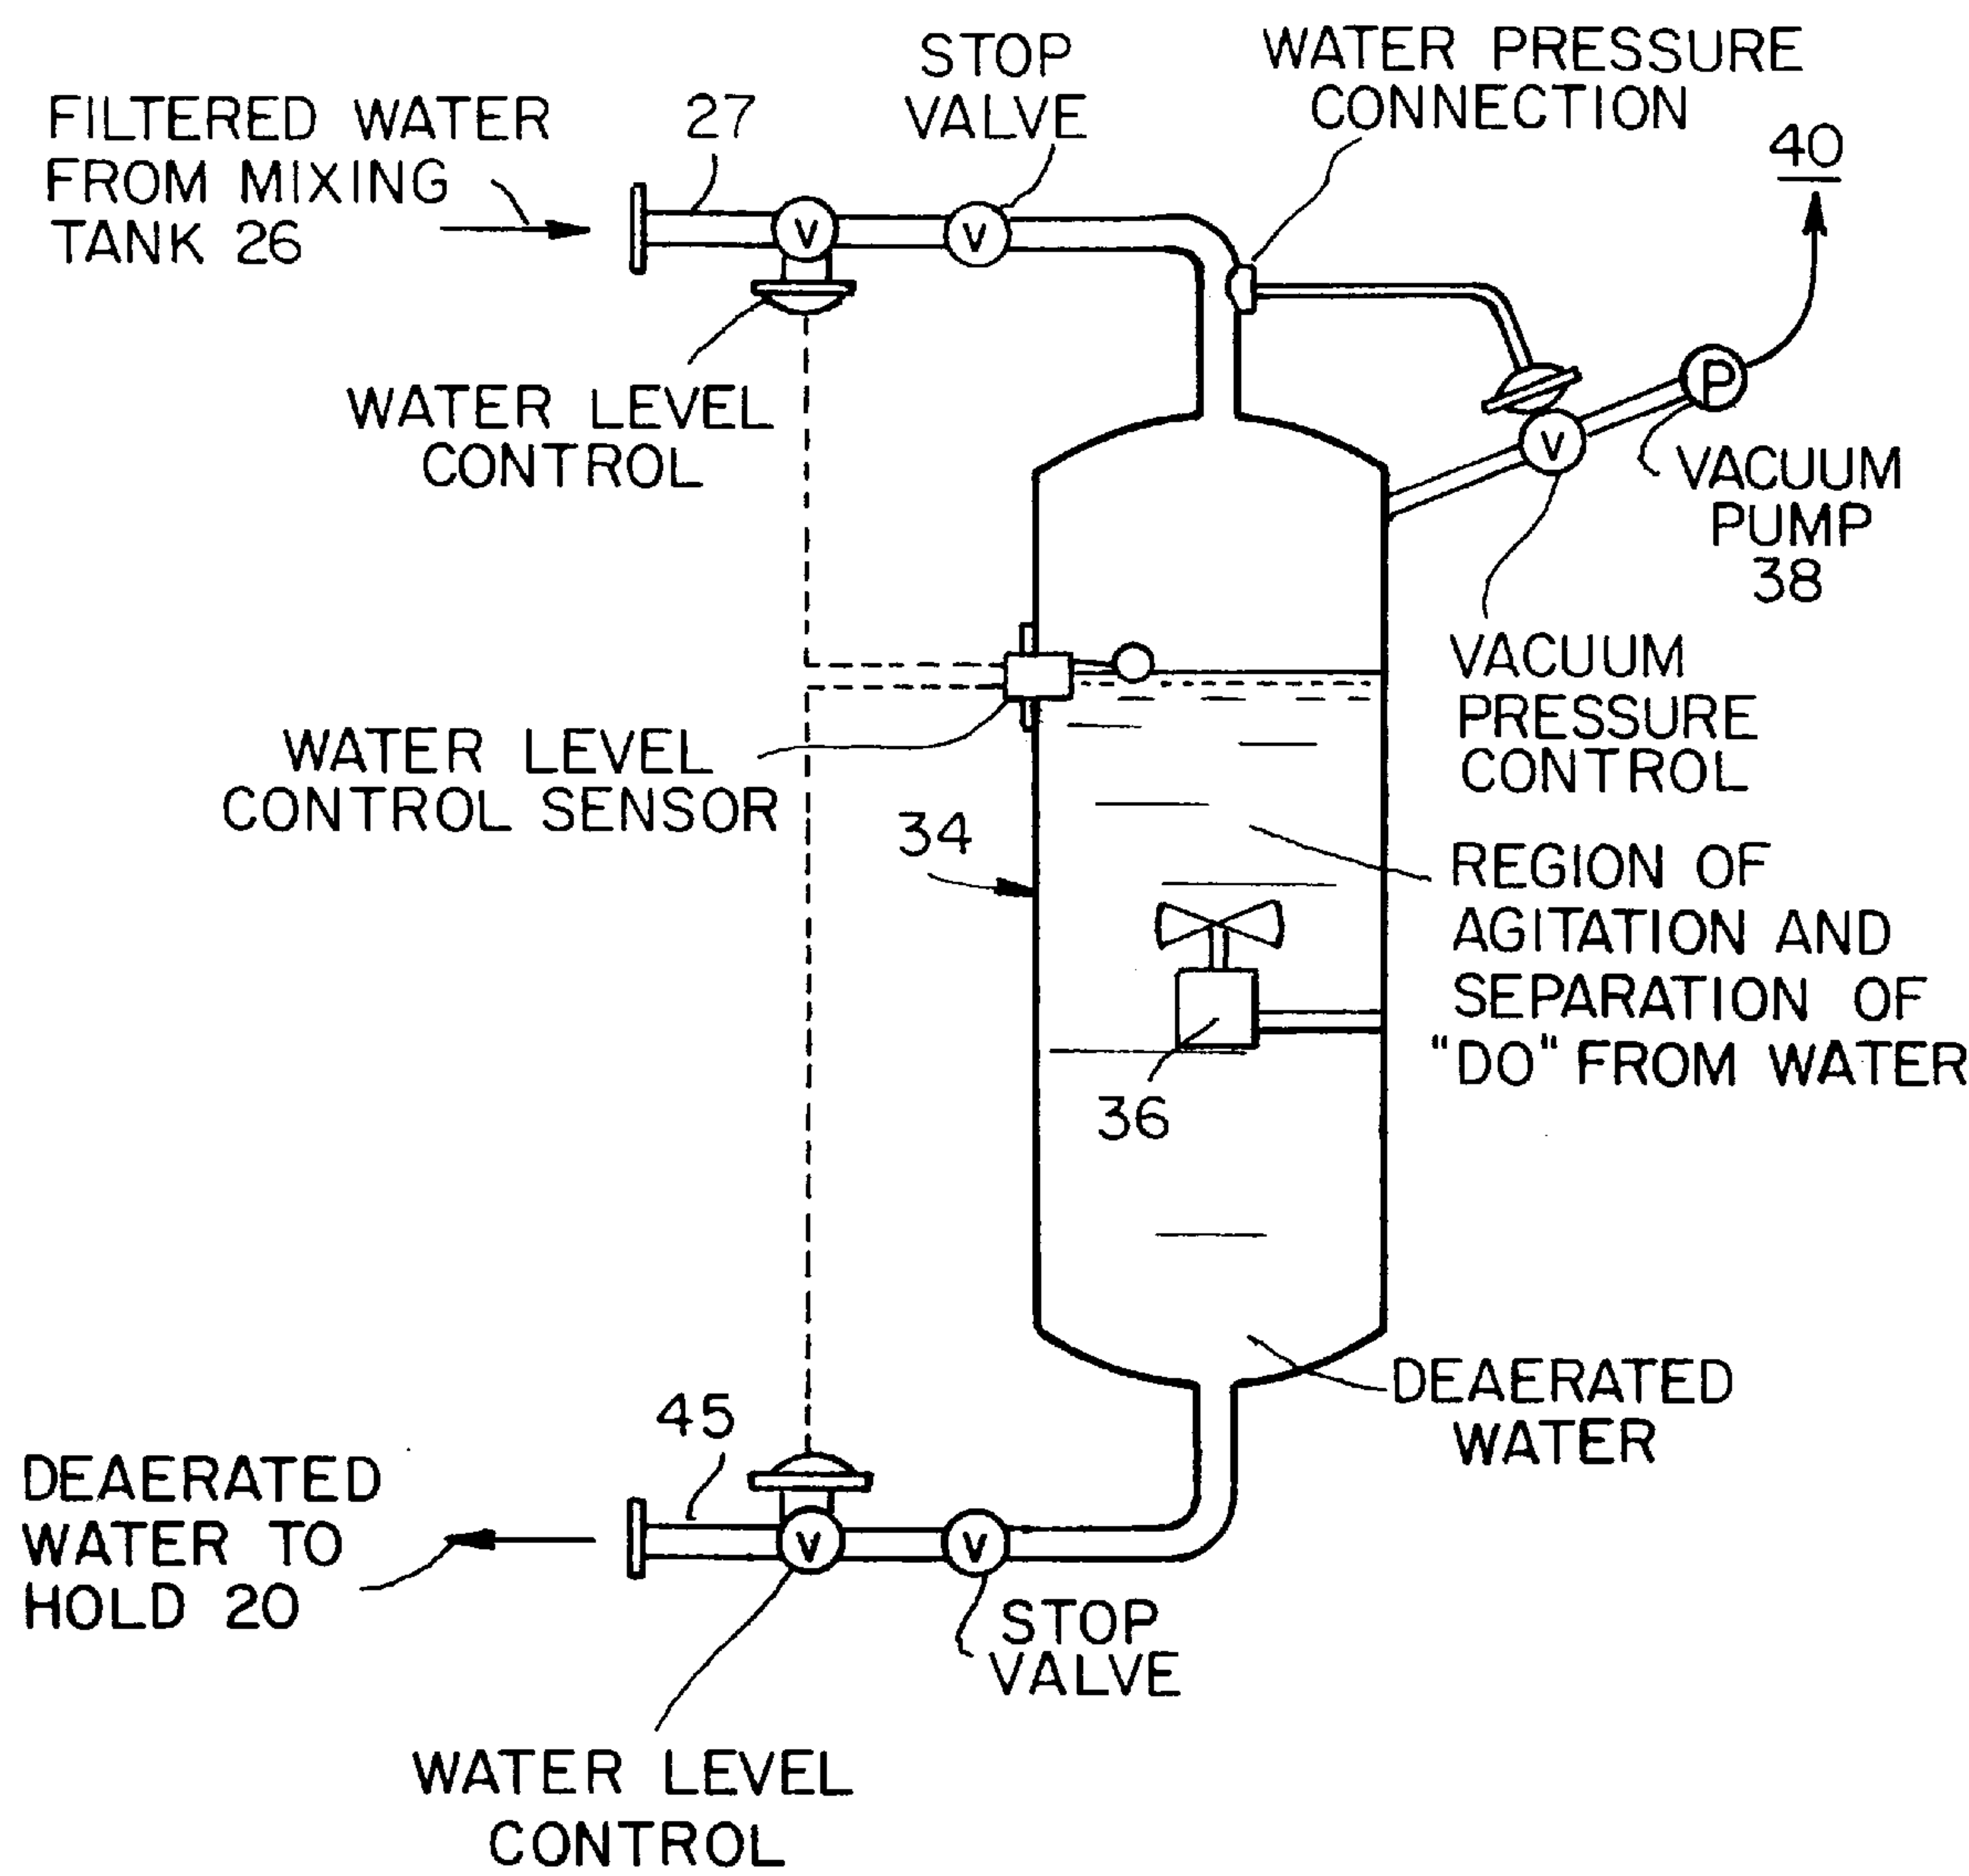 STOP
VALVE
WATER PRESSURE
CONNECTION
FILTERED WATER
FROM MIXING
TANK 26
27
40
V
V
WATER LEVEL
CONTROL
P
V
VACUUM
PUMP
38
VACUUM
PRESSURE
CONTROL
WATER LEVEL
CONTROL SENSOR
34
REGION OF
AGITATION AND
SEPARATION OF
"DO" FROM WATER
36
DEAERATED
WATER
45
DEAERATED
WATER TO
HOLD 20
V
V
STOP
VALVE
WATER LEVEL
CONTROL